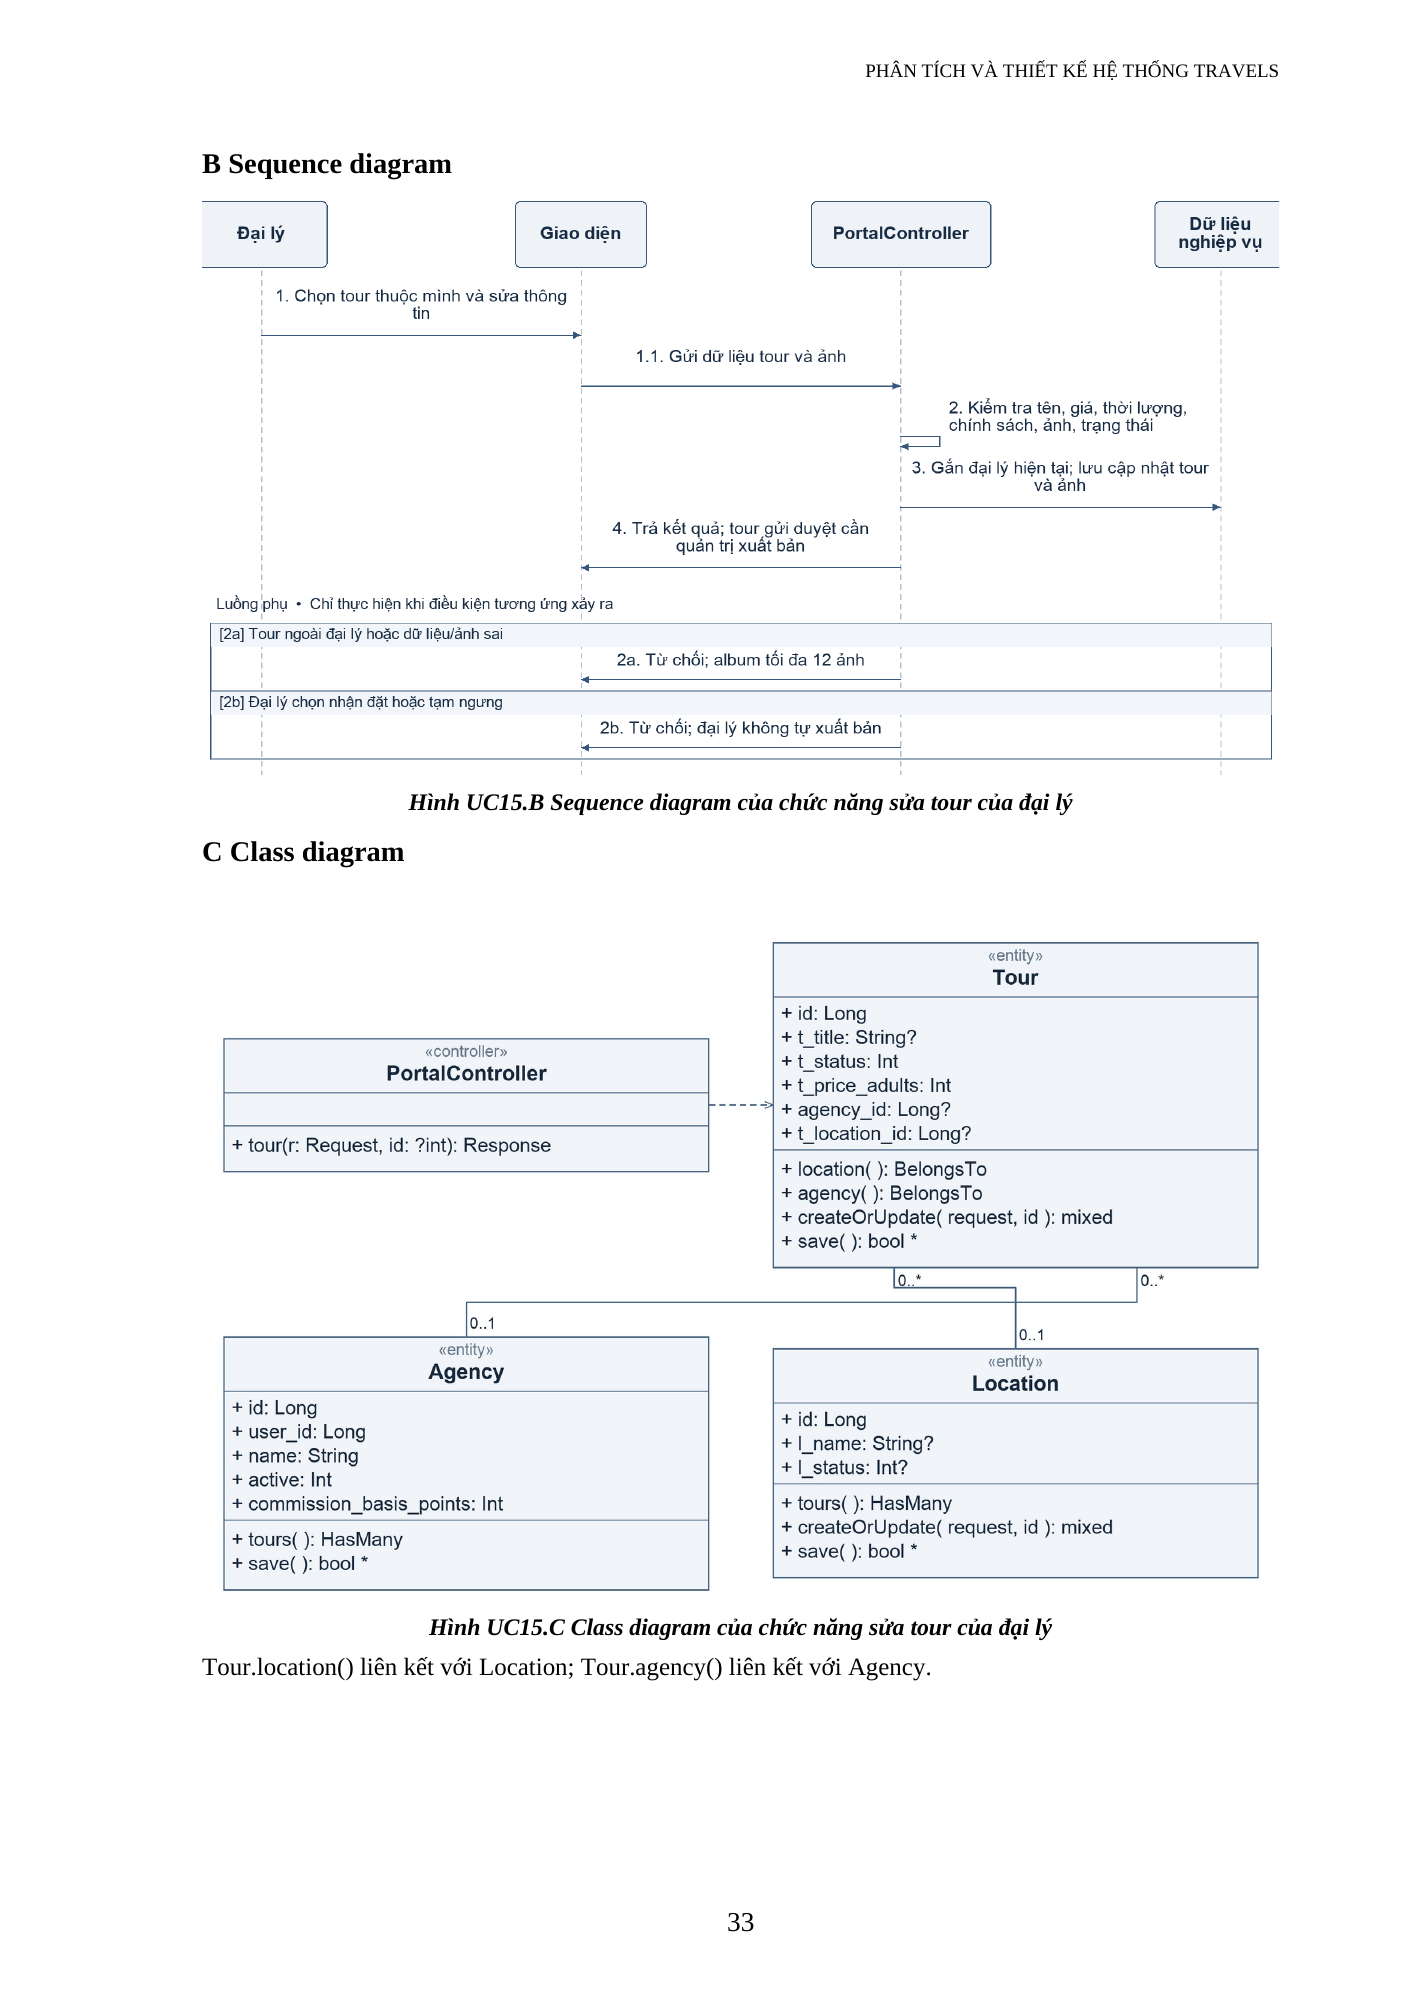 PHÂN TÍCH VÀ THIẾT KẾ HỆ THỐNG TRAVELS
B Sequence diagram
Đại lý
Giao diện
PortalController
Dữ liệu
nghiệp vụ
1. Chọn tour thuộc mình và sửa thông
tin
1.1. Gửi dữ liệu tour và ảnh
2. Kiểm tra tên, giá, thời lượng,
chính sách, ảnh, trạng thái
3. Gắn đại lý hiện tại; lưu cập nhật tour
và ảnh
4. Trả kết quả; tour gửi duyệt cần
quản trị xuất bản
Luồng phụ • Chỉ thực hiện khi điều kiện tương ứng xảy ra
[2a] Tour ngoài đại lý hoặc dữ liệu/ảnh sai
2a. Từ chối; album tối đa 12 ảnh
[2b] Đại lý chọn nhận đặt hoặc tạm ngưng
2b. Từ chối; đại lý không tự xuất bản
Hình UC15.B Sequence diagram của chức năng sửa tour của đại lý
C Class diagram
«entity»
Tour
+ id: Long
+ t_title: String?
+ t_status: Int
+ t_price_adults: Int
+ agency_id: Long?
+ t_location_id: Long?
+ location( ): BelongsTo
+ agency( ): BelongsTo
+ createOrUpdate( request, id ): mixed
+ save( ): bool *
«controller»
PortalController
+ tour(r: Request, id: ?int): Response
0..*
0..*
0..1
0..1
«entity»
Agency
+ id: Long
+ user_id: Long
+ name: String
+ active: Int
+ commission_basis_points: Int
+ tours( ): HasMany
+ save( ): bool *
«entity»
Location
+ id: Long
+ l_name: String?
+ l_status: Int?
+ tours( ): HasMany
+ createOrUpdate( request, id ): mixed
+ save( ): bool *
Hình UC15.C Class diagram của chức năng sửa tour của đại lý
Tour.location() liên kết với Location; Tour.agency() liên kết với Agency.
33